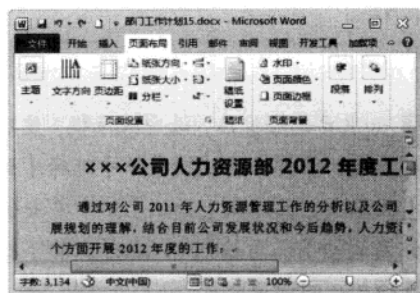 部门工作计划15.docx - Microsoft Word
文件 开始 插入 页面布局 引用 邮件 审阅 视图 开发工具 加载项
主题 文字方向 页边距 纸张方向 纸张大小 分栏 稿纸设置 水印 页面颜色 页面边框 段落 排列
页面设置 稿纸 页面背景
×××公司人力资源部 2012 年度工
通过对公司 2011 年人力资源管理工作的分析以及公司
展规划的理解，结合目前公司发展状况和今后趋势，人力资
个方面开展 2012 年度的工作：
字数: 3,134 中文(中国) 100%